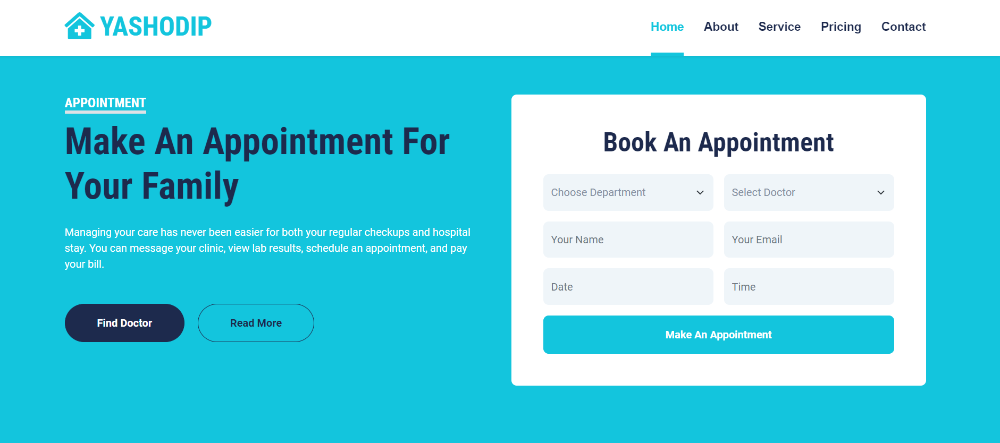 YASHODIP
Home About Service Pricing Contact
APPOINTMENT
Make An Appointment For
Your Family
Managing your care has never been easier for both your regular checkups and hospital
stay. You can message your clinic, view lab results, schedule an appointment, and pay
your bill.
Find Doctor Read More
Book An Appointment
Choose Department Select Doctor
Your Name Your Email
Date Time
Make An Appointment